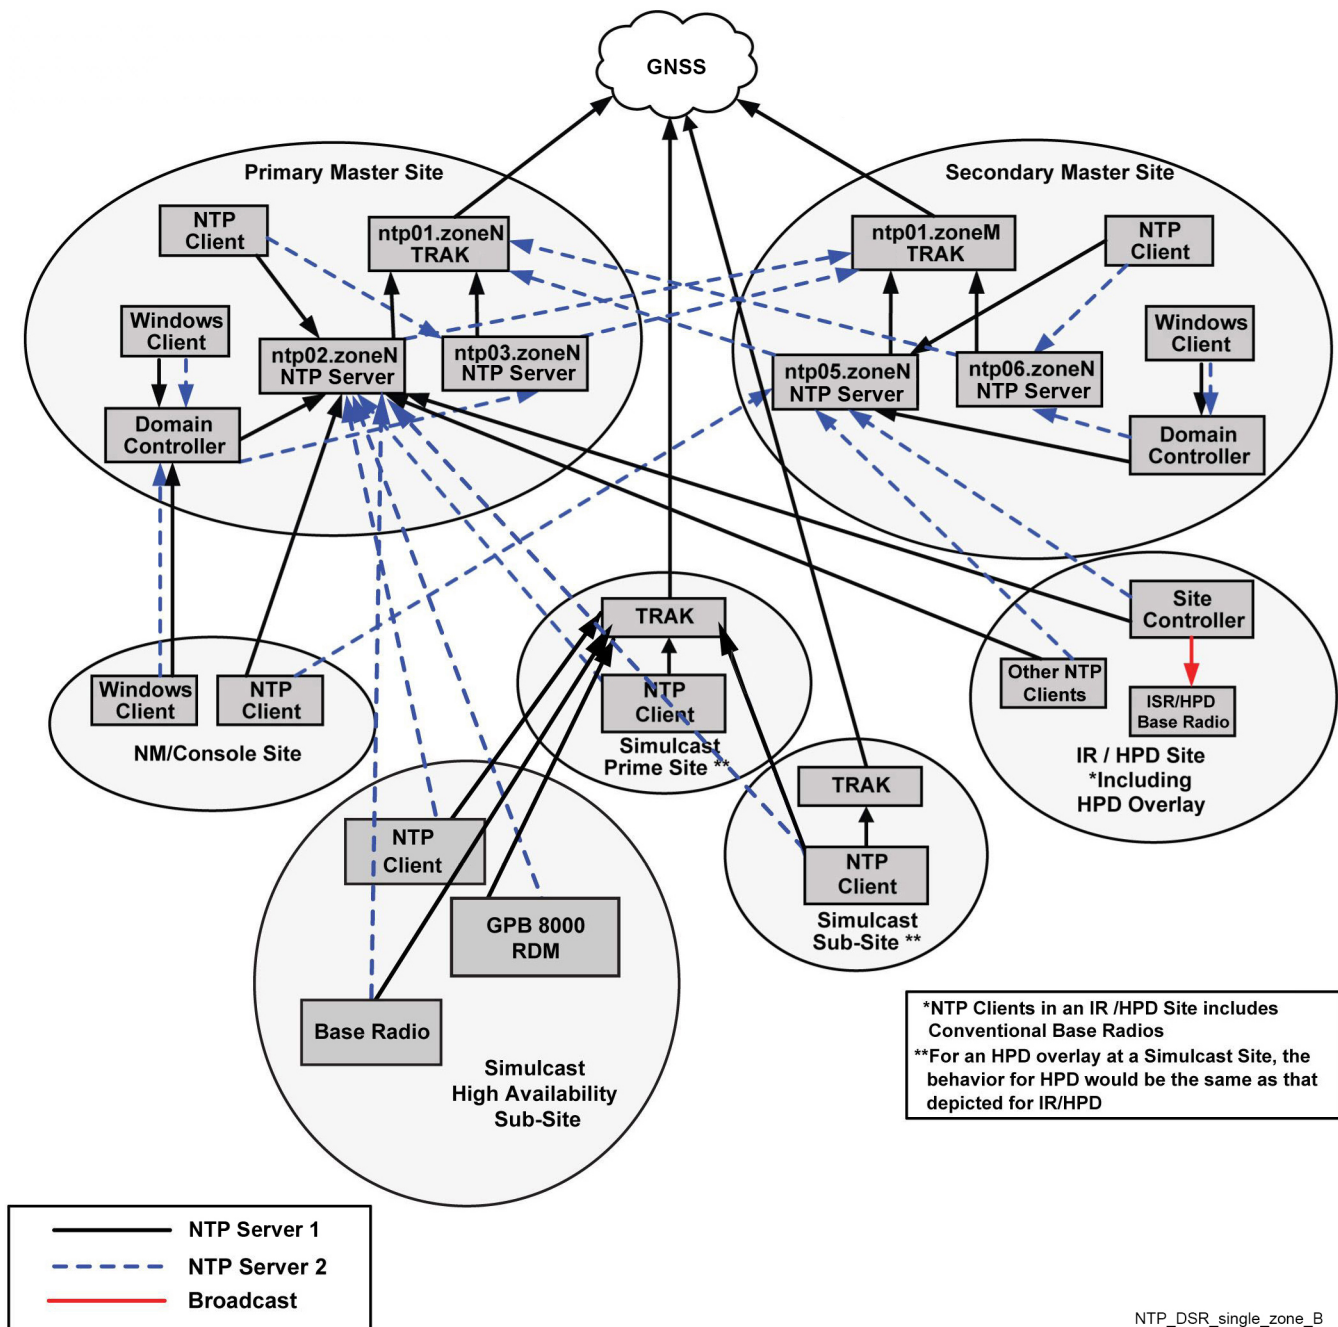 GNSS
Primary Master Site
NTP
Client
ntp01.zoneN
TRAK
Windows
Client
ntp02.zoneN
NTP Server
ntp03.zoneN
NTP Server
Domain
Controller
Secondary Master Site
ntp01.zoneM
TRAK
NTP
Client
Windows
Client
ntp05.zoneN
NTP Server
ntp06.zoneN
NTP Server
Domain
Controller
Windows
Client
NTP
Client
NM/Console Site
TRAK
NTP
Client
Simulcast
Prime Site **
Site
Controller
Other NTP
Clients
ISR/HPD
Base Radio
IR / HPD Site
*Including
HPD Overlay
TRAK
NTP
Client
Simulcast
Sub-Site **
NTP
Client
GPB 8000
RDM
Base Radio
Simulcast
High Availability
Sub-Site
*NTP Clients in an IR /HPD Site includes
Conventional Base Radios
**For an HPD overlay at a Simulcast Site, the
behavior for HPD would be the same as that
depicted for IR/HPD
NTP Server 1
NTP Server 2
Broadcast
NTP_DSR_single_zone_B